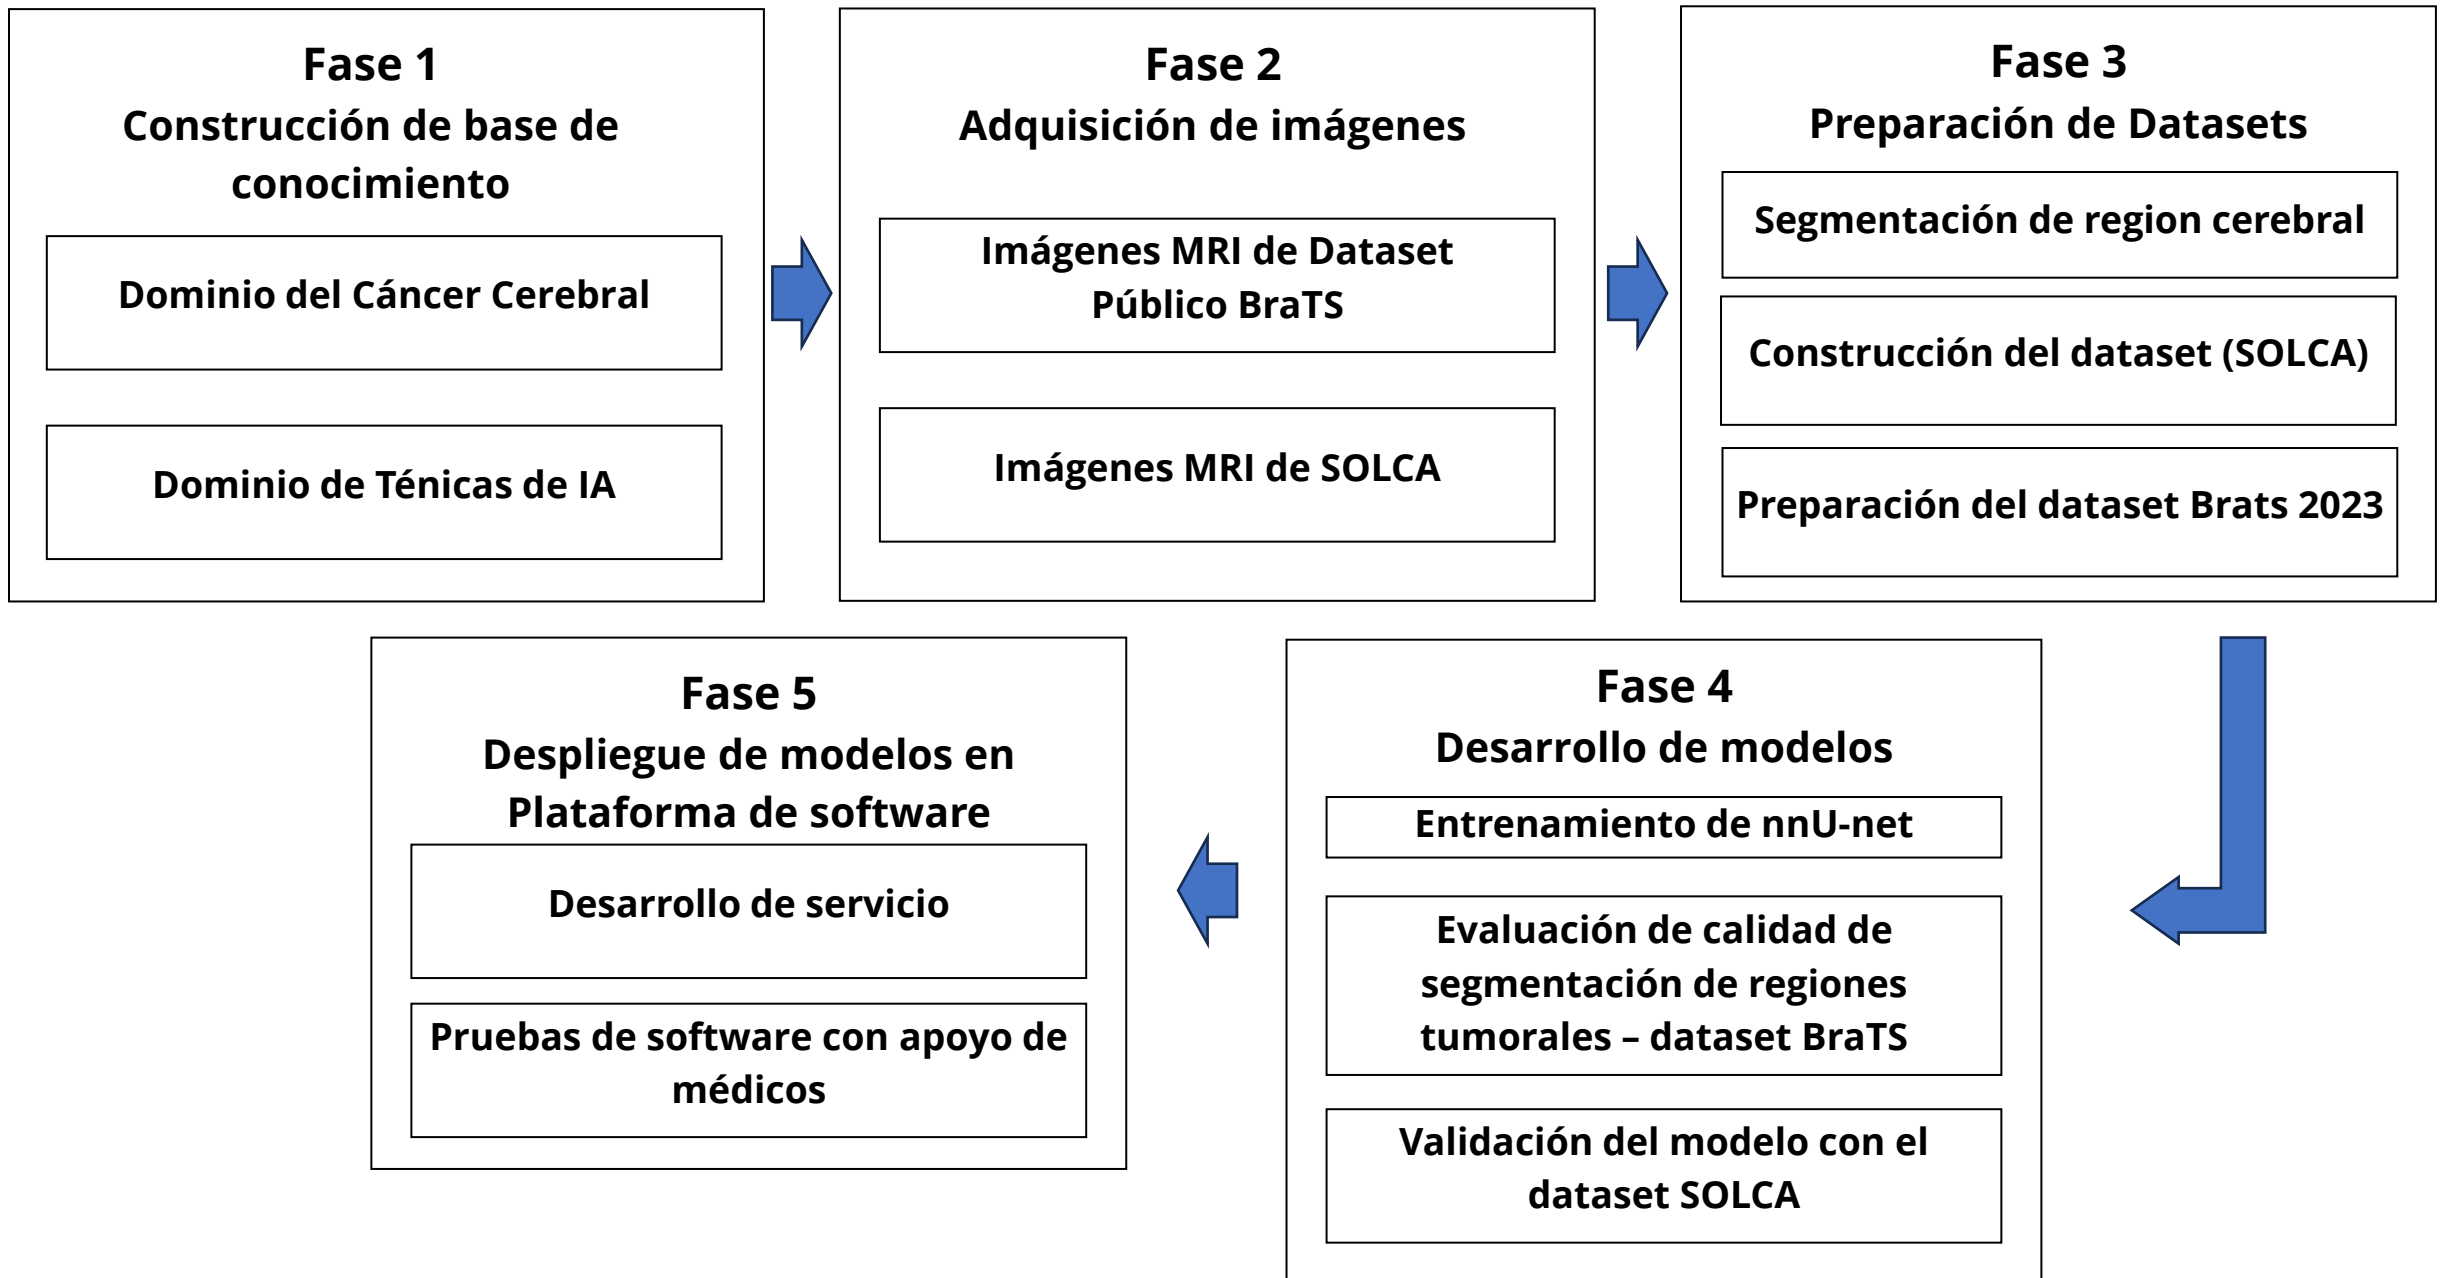 Fase 1
Construcción de base de
conocimiento
Dominio del Cáncer Cerebral
Dominio de Ténicas de IA
Fase 2
Adquisición de imágenes
Imágenes MRI de Dataset
Público BraTS
Imágenes MRI de SOLCA
Fase 3
Preparación de Datasets
Segmentación de region cerebral
Construcción del dataset (SOLCA)
Preparación del dataset Brats 2023
Fase 4
Desarrollo de modelos
Entrenamiento de nnU-net
Evaluación de calidad de
segmentación de regiones
tumorales – dataset BraTS
Validación del modelo con el
dataset SOLCA
Fase 5
Despliegue de modelos en
Plataforma de software
Desarrollo de servicio
Pruebas de software con apoyo de
médicos